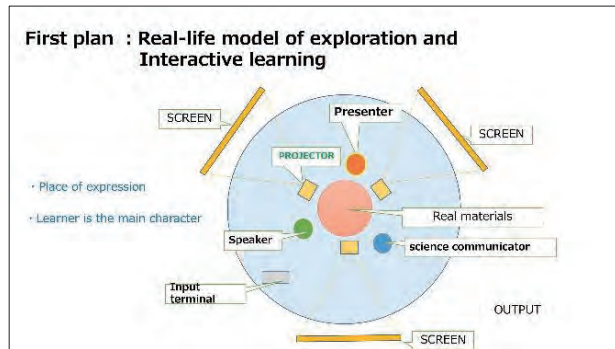 First plan : Real-life model of exploration and
Interactive learning
SCREEN
Presenter
SCREEN
PROJECTOR
・Place of expression
・Learner is the main character
Real materials
Speaker
science communicator
Input
terminal
OUTPUT
SCREEN